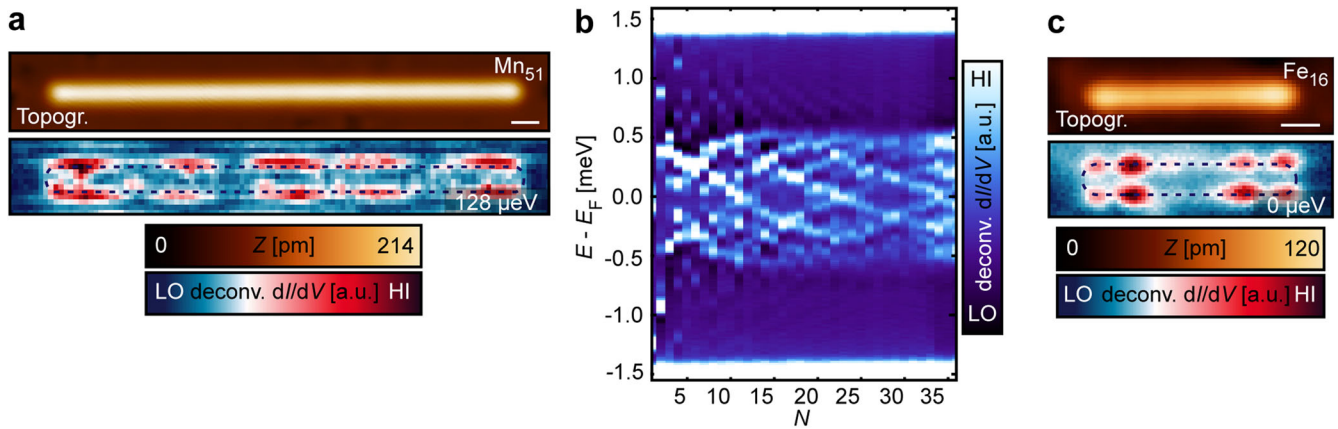 a
Mn51
Topogr.
128 µeV
0 Z [pm] 214
LO deconv. dI/dV [a.u.] HI
b
1.5
1.0
0.5
0.0
-0.5
-1.0
-1.5
E - EF [meV]
5 10 15 20 25 30 35
N
HI
deconv. dI/dV [a.u.]
LO
c
Fe16
Topogr.
0 µeV
0 Z [pm] 120
LO deconv. dI/dV [a.u.] HI